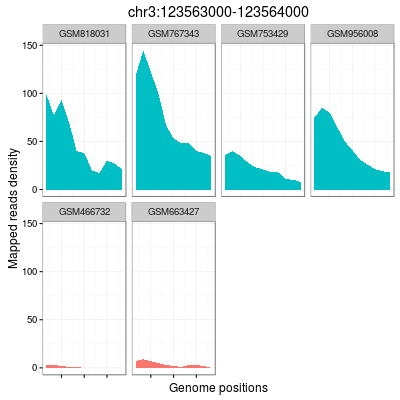 chr3:123563000-123564000
GSM818031 GSM767343 GSM753429 GSM956008
150
100
50
0
GSM466732 GSM663427
150
100
50
0
Mapped reads density
Genome positions